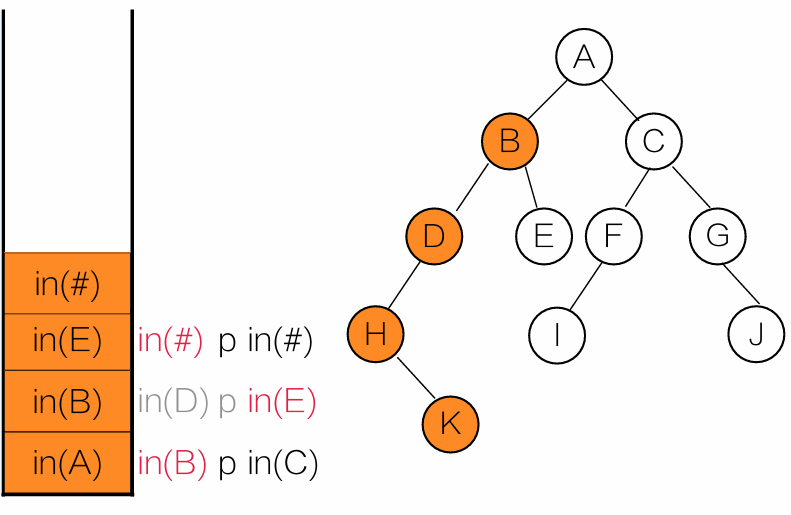 A
B C
D E F G
in(#)
in(E) in(#) p in(#)
H I J
in(B) in(D) p in(E)
K
in(A) in(B) p in(C)